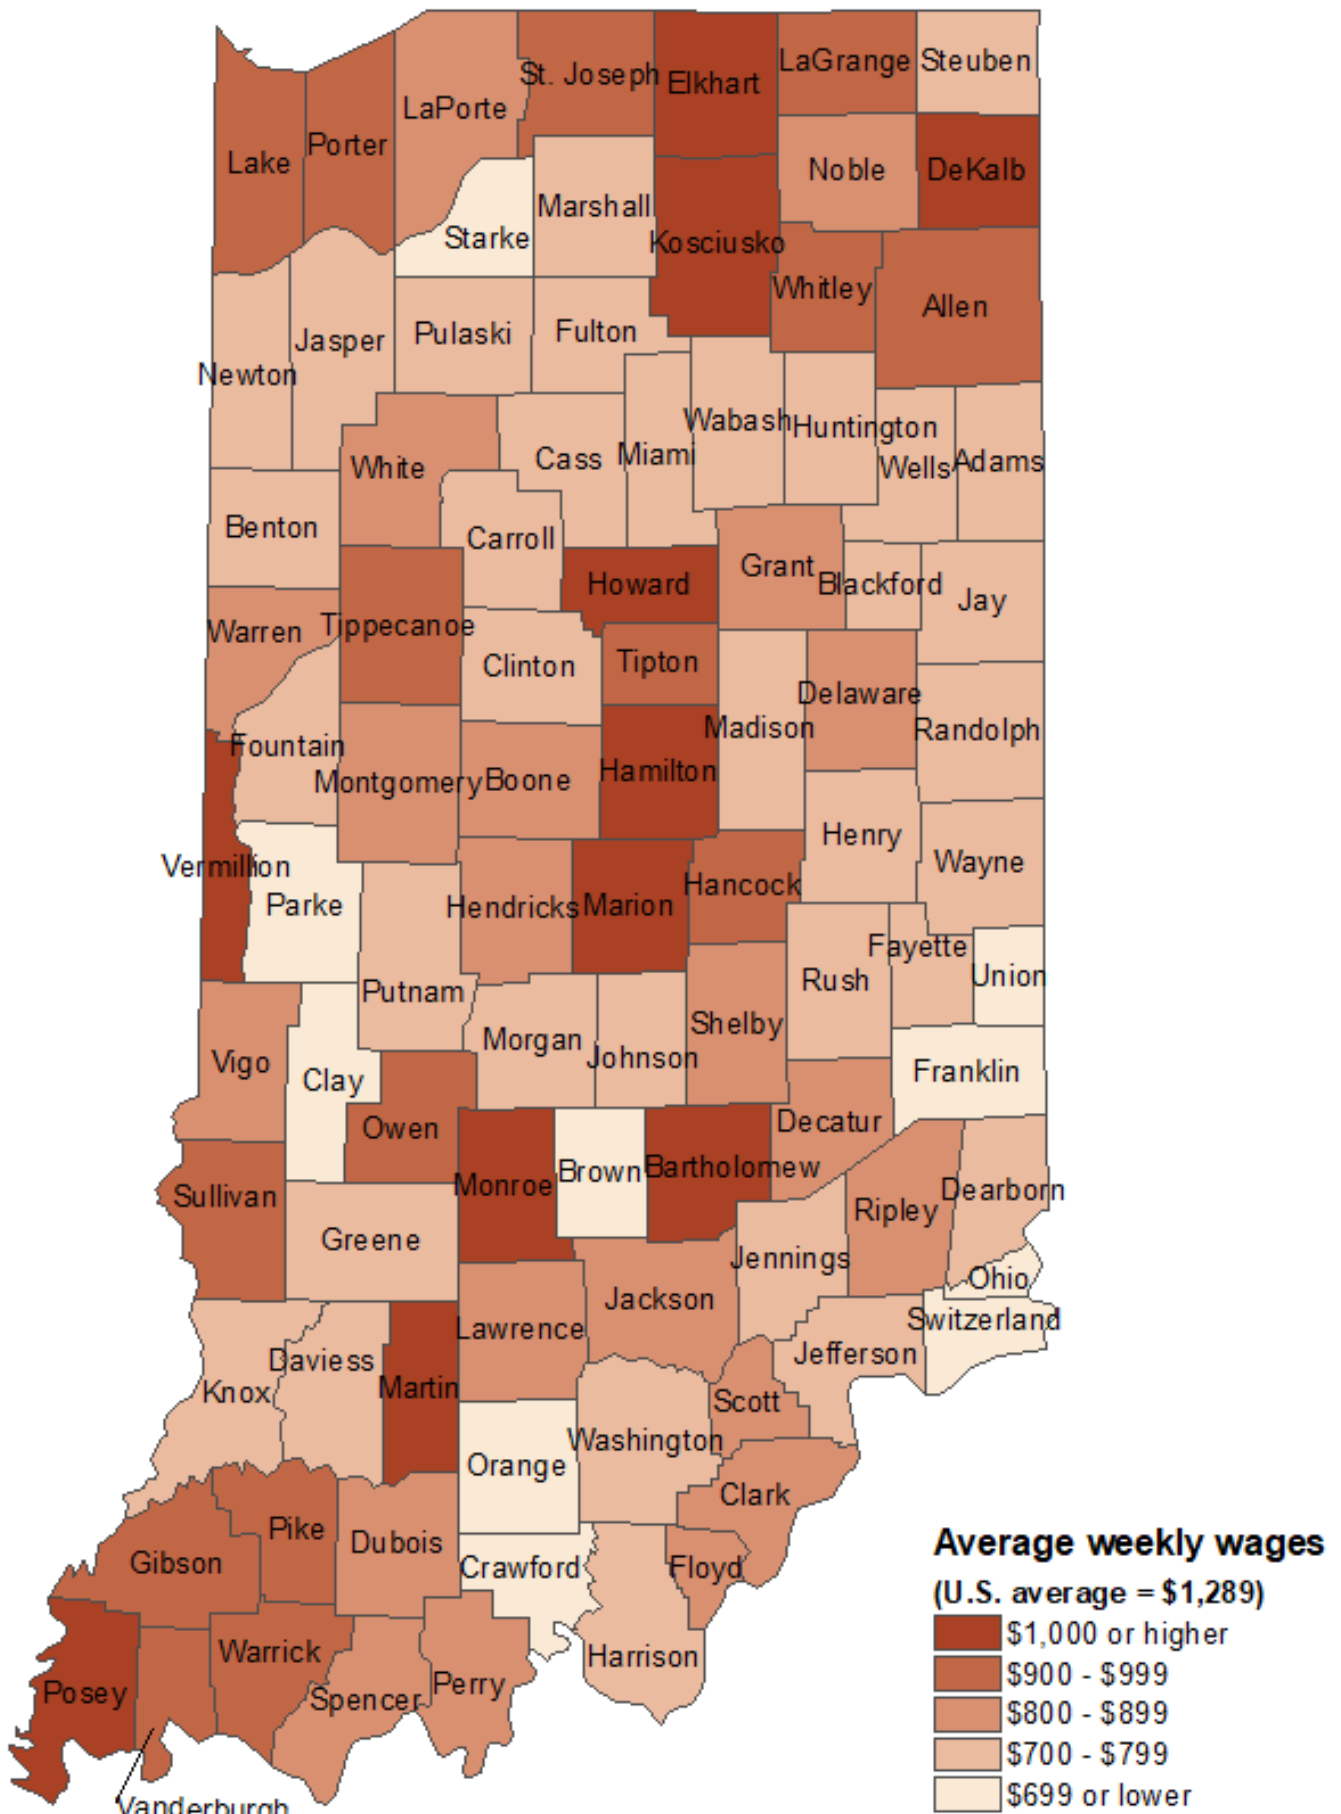 LaGrange
Steuben
St. Joseph
Elkhart
LaPorte
Porter
Lake
Noble
DeKalb
Marshall
Starke
Kosciusko
Whitley
Allen
Fulton
Pulaski
Jasper
Newton
Wabash
Huntington
Miami
Cass
Wells
Adams
White
Benton
Carroll
Grant
Howard
Blackford
Jay
Warren
Tippecanoe
Clinton
Tipton
Delaware
Madison
Randolph
Fountain
Montgomery
Boone
Hamilton
Henry
Wayne
Vermillion
Parke
Hendricks
Marion
Hancock
Fayette
Union
Rush
Putnam
Shelby
Morgan
Johnson
Vigo
Clay
Franklin
Owen
Decatur
Monroe
Brown
Bartholomew
Sullivan
Dearborn
Ripley
Greene
Jennings
Ohio
Jackson
Switzerland
Lawrence
Jefferson
Daviess
Knox
Martin
Scott
Washington
Orange
Clark
Pike
Dubois
Gibson
Crawford
Floyd
Warrick
Harrison
Posey
Spencer
Perry
Vanderburgh
Average weekly wages
(U.S. average = $1,289)
$1,000 or higher
$900 - $999
$800 - $899
$700 - $799
$699 or lower